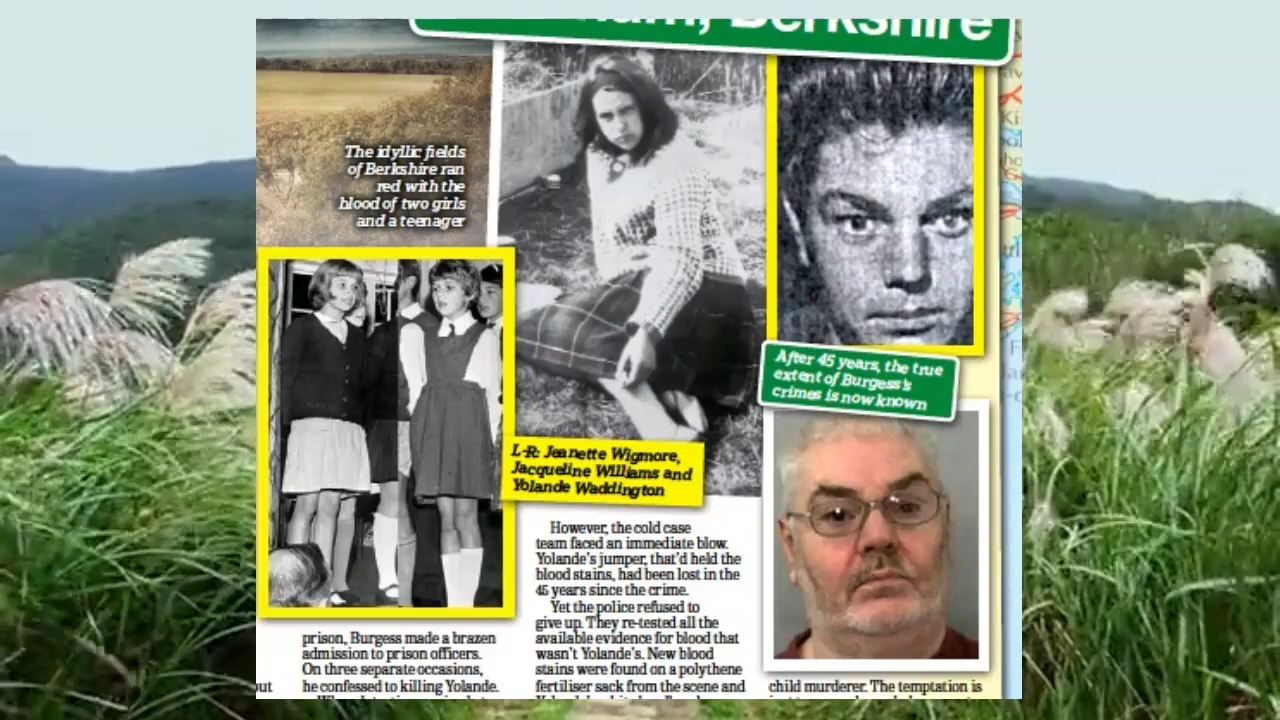 Berkshire
The idyllic fields
of Berkshire ran
red with the
blood of two girls
and a teenager
After 45 years, the true
extent of Burgess's
crimes is now known
L-R: Jeanette Wigmore,
Jacqueline Williams and
Yolande Waddington
prison, Burgess made a brazen
admission to prison officers.
On three separate occasions,
he confessed to killing Yolande.
However, the cold case
team faced an immediate blow.
Yolande's jumper, that'd held the
blood stains, had been lost in the
45 years since the crime.
Yet the police refused to
give up. They re-tested all the
available evidence for blood that
wasn't Yolande's. New blood
stains were found on a polythene
fertiliser sack from the scene and
child murderer. The temptation is